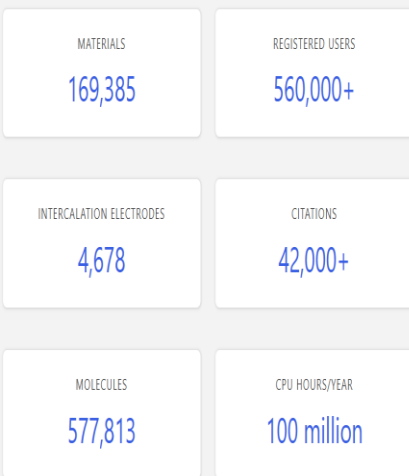 MATERIALS
169,385
REGISTERED USERS
560,000+
INTERCALATION ELECTRODES
4,678
CITATIONS
42,000+
MOLECULES
577,813
CPU HOURS/YEAR
100 million